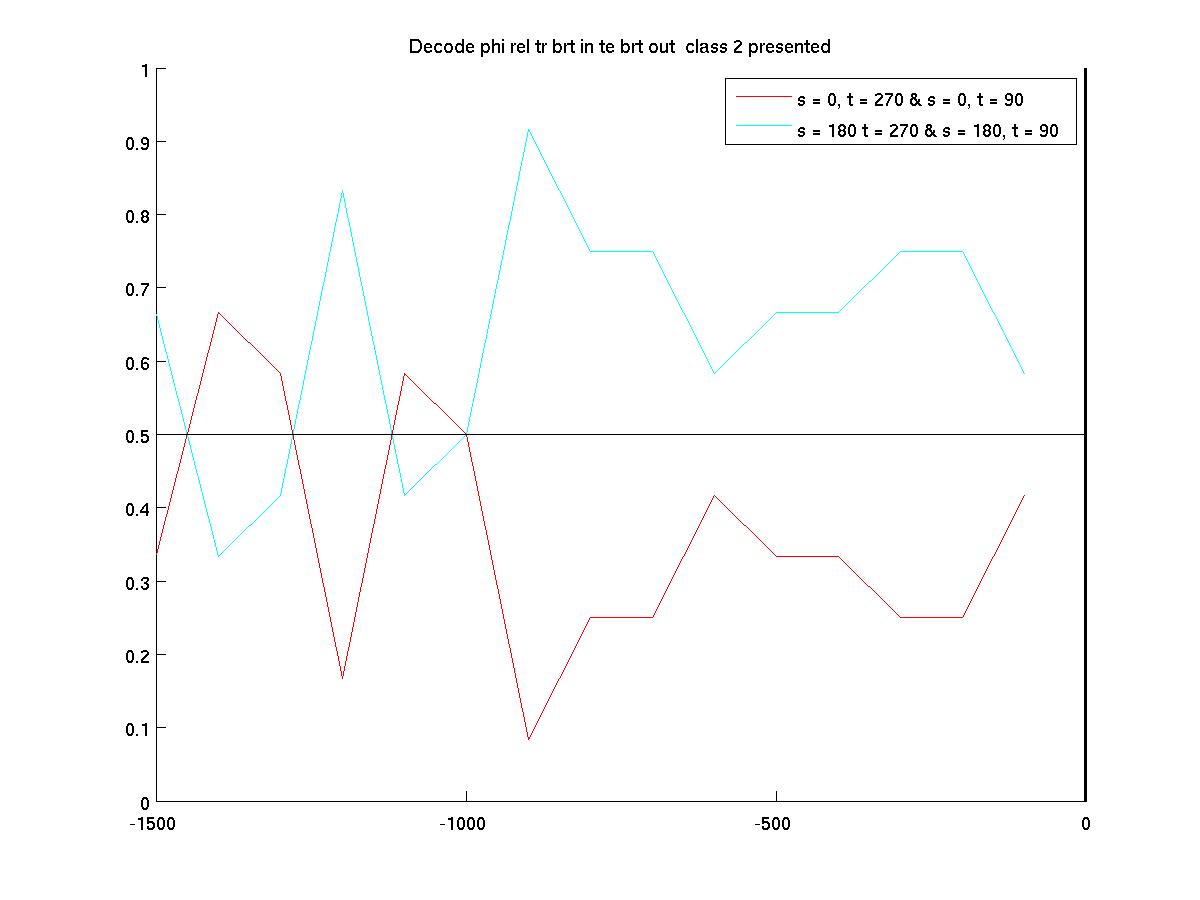 Decode phi rel tr brt in te brt out  class 2 presented
s = 0, t = 270 & s = 0, t = 90
s = 180 t = 270 & s = 180, t = 90
1
0.9
0.8
0.7
0.6
0.5
0.4
0.3
0.2
0.1
0
-1500 -1000 -500 0